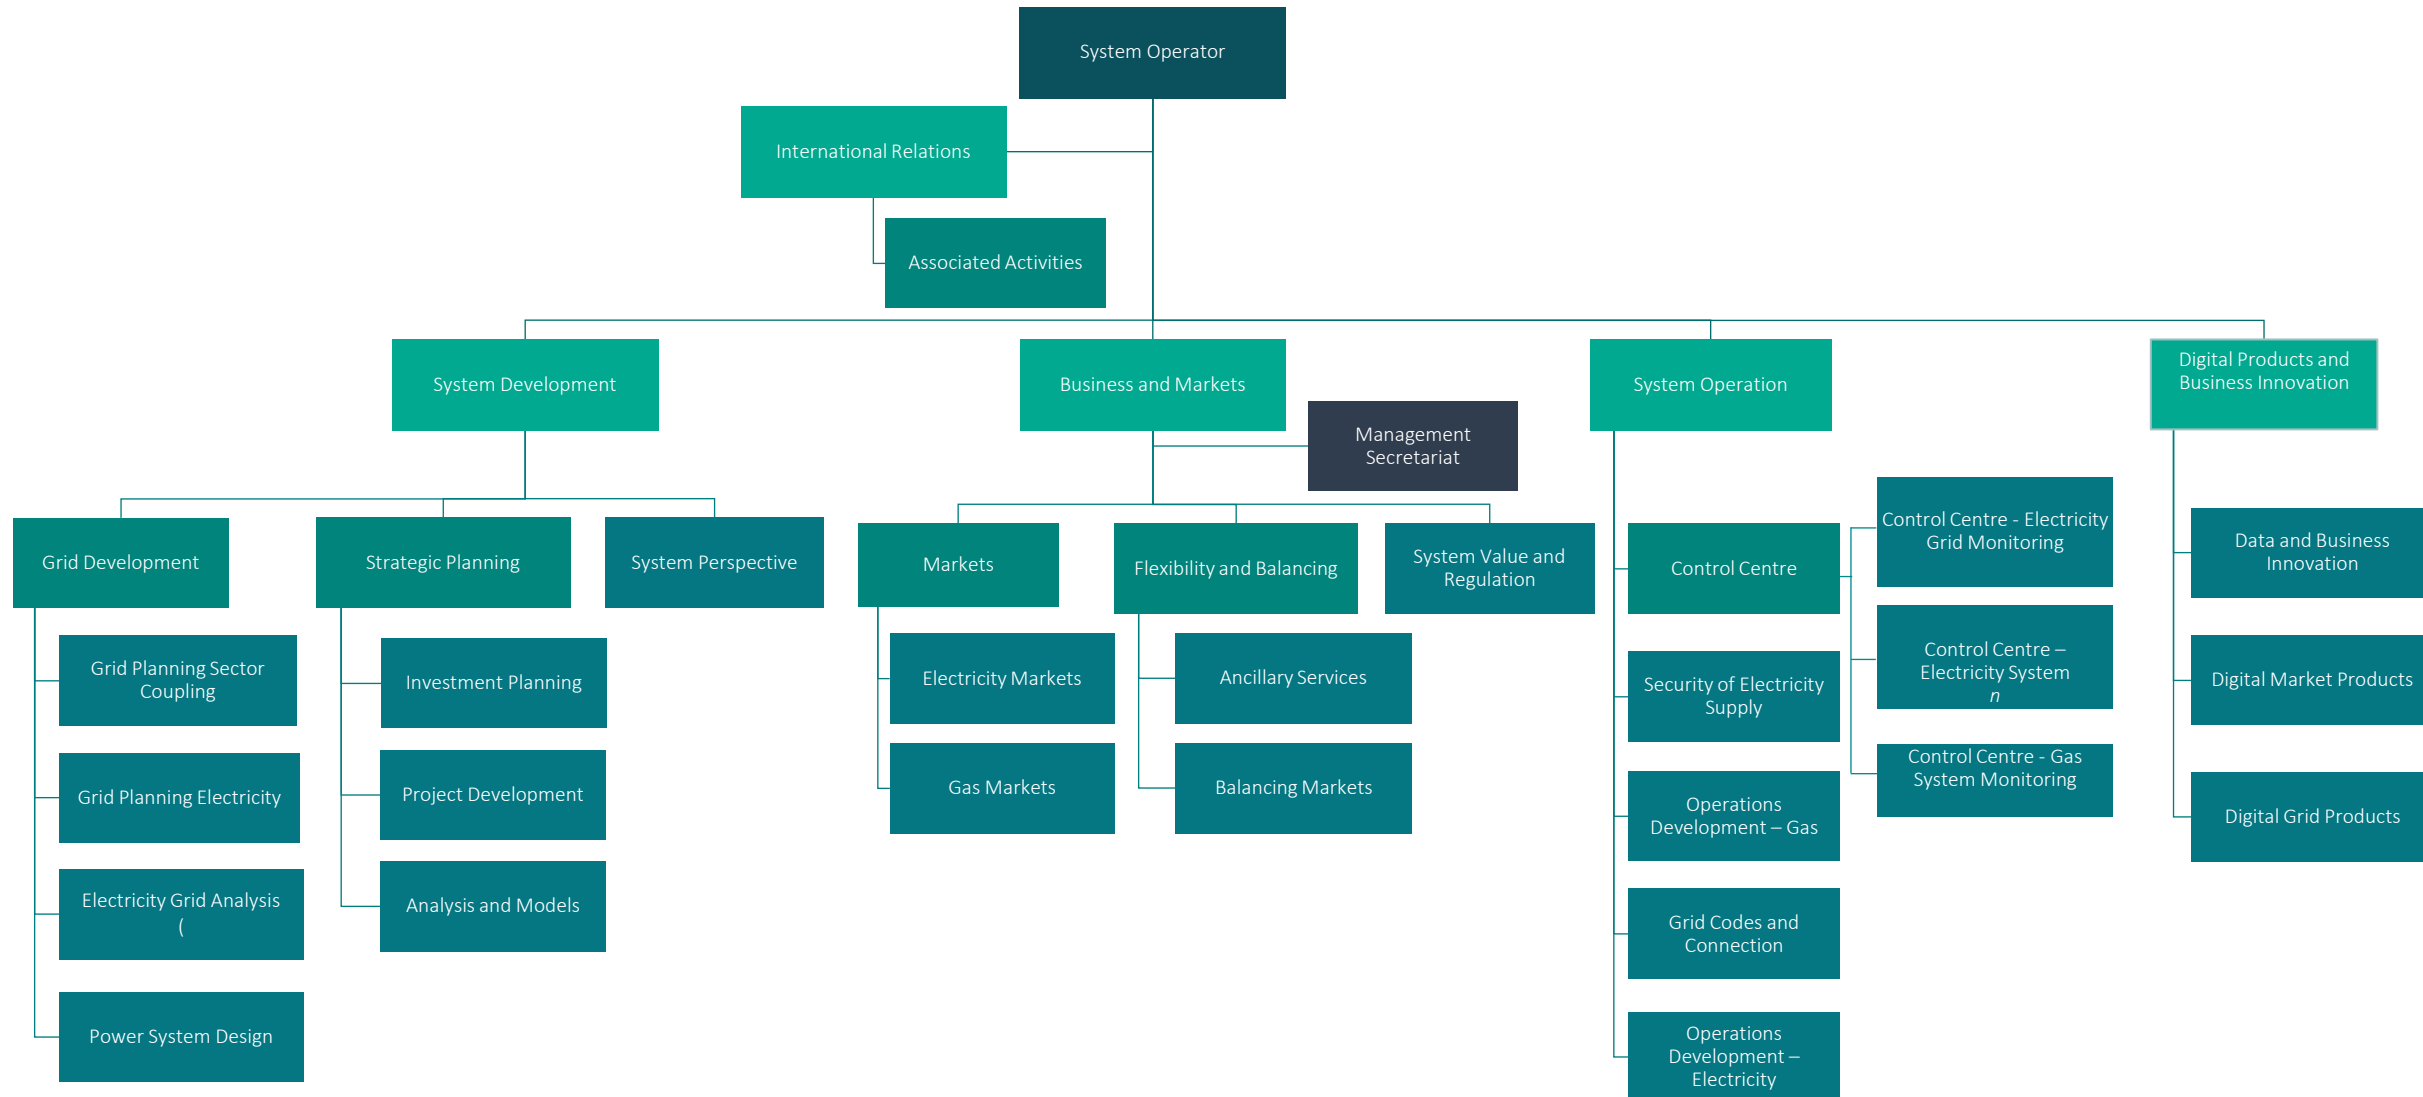 System Operator
International Relations
Associated Activities
System Development
Business and Markets
System Operation
Digital Products and
Business Innovation
Management
Secretariat
Grid Development
Strategic Planning
System Perspective
Markets
Flexibility and Balancing
System Value and
Regulation
Control Centre
Control Centre - Electricity
Grid Monitoring
Data and Business
Innovation
Grid Planning Sector
Coupling
Investment Planning
Electricity Markets
Ancillary Services
Security of Electricity
Supply
Control Centre –
Electricity System
n
Digital Market Products
Grid Planning Electricity
Project Development
Gas Markets
Balancing Markets
Operations
Development – Gas
Control Centre - Gas
System Monitoring
Digital Grid Products
Electricity Grid Analysis
(
Analysis and Models
Grid Codes and
Connection
Power System Design
Operations
Development –
Electricity